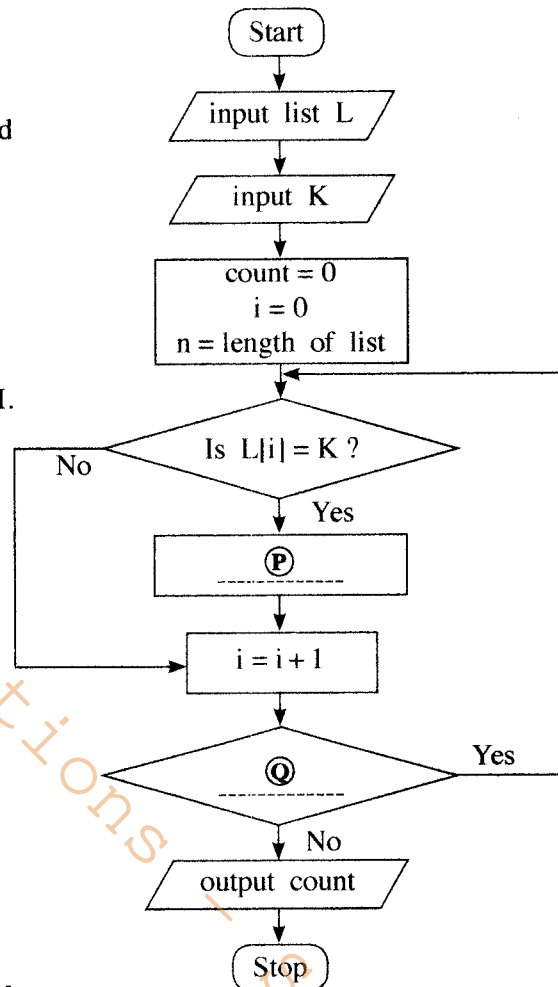 Start
input list L
d
input K
count = 0
i = 0
n = length of list
I.
Is L[i] = K ?
No
Yes
P
i = i + 1
Yes
Q
No
output count
Stop